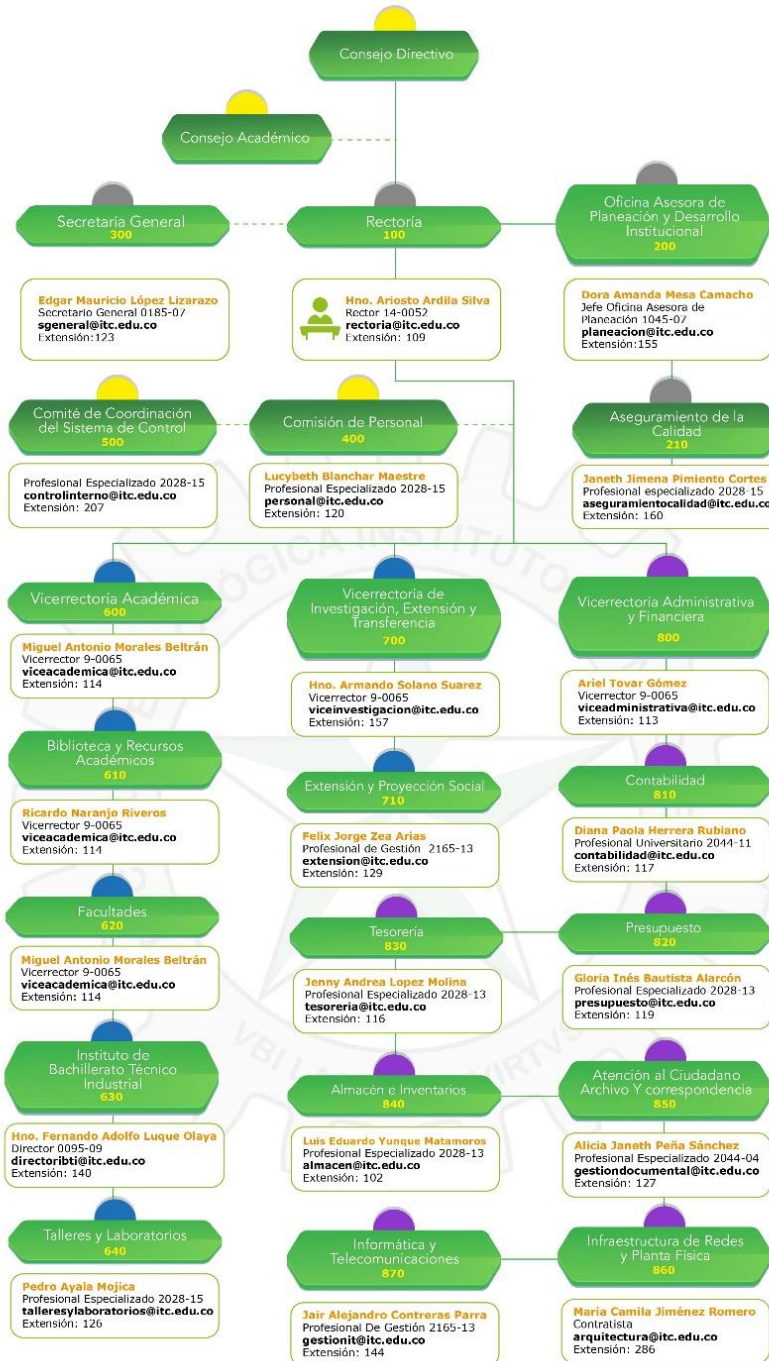 Consejo Directivo
Consejo Académico
Secretaria General
300
Rectoría
100
Oficina Asesora de
Planeación y Desarrollo
Institucional
200
Edgar Mauricio López Lizarazo
Secretario General 0185-07
sgeneral@itc.edu.co
Extensión:123
Hno. Ariosto Ardila Silva
Rector 14-0052
rectoria@itc.edu.co
Extensión: 109
Dora Amanda Mesa Camacho
Jefe Oficina Asesora de
Planeación 1045-07
planeacion@itc.edu.co
Extensión:155
Comité de Coordinación
del Sistema de Control
500
Comisión de Personal
400
Aseguramiento de la
Calidad
210
Profesional Especializado 2028-15
controlinterno@itc.edu.co
Extensión: 207
Lucybeth Blanchar Maestre
Profesional Especializado 2028-15
personal@itc.edu.co
Extensión: 120
Janeth Jimena Pimiento Cortes
Profesional especializado 2028-15
aseguramientocalidad@itc.edu.co
Extensión: 160
Vicerrectoría Académica
600
Vicerrectoría de
Investigación, Extensión y
Transferencia
700
Vicerrectoría Administrativa
y Financiera
800
Miguel Antonio Morales Beltrán
Vicerrector 9-0065
viceacademica@itc.edu.co
Extensión: 114
Hno. Armando Solano Suarez
Vicerrector 9-0065
viceinvestigacion@itc.edu.co
Extensión: 157
Ariel Tovar Gómez
Vicerrector 9-0065
viceadministrativa@itc.edu.co
Extensión: 113
Biblioteca y Recursos
Académicos
610
Extensión y Proyección Social
710
Contabilidad
810
Ricardo Naranjo Riveros
Vicerrector 9-0065
viceacademica@itc.edu.co
Extensión: 114
Felix Jorge Zea Arias
Profesional de Gestión 2165-13
extension@itc.edu.co
Extensión: 129
Diana Paola Herrera Rubiano
Profesional Universitario 2044-11
contabilidad@itc.edu.co
Extensión: 117
Facultades
620
Tesorería
830
Presupuesto
820
Miguel Antonio Morales Beltrán
Vicerrector 9-0065
viceacademica@itc.edu.co
Extensión: 114
Jenny Andrea Lopez Molina
Profesional Especializado 2028-13
tesoreria@itc.edu.co
Extensión: 116
Gloria Inés Bautista Alarcón
Profesional Especializado 2028-13
presupuesto@itc.edu.co
Extensión: 119
Instituto de
Bachillerato Técnico
Industrial
630
Almacén e Inventarios
840
Atención al Ciudadano
Archivo Y correspondencia
850
Hno. Fernando Adolfo Luque Olaya
Director 0095-09
directoribti@itc.edu.co
Extensión: 140
Luis Eduardo Yunque Matamoros
Profesional Especializado 2028-13
almacen@itc.edu.co
Extensión: 102
Alicia Janeth Peña Sánchez
Profesional Especializado 2044-04
gestiondocumental@itc.edu.co
Extensión: 127
Talleres y Laboratorios
640
Informática y
Telecomunicaciones
870
Infraestructura de Redes
y Planta Física
860
Pedro Ayala Mojica
Profesional Especializado 2028-15
talleresylaboratorios@itc.edu.co
Extensión: 126
Jair Alejandro Contreras Parra
Profesional De Gestión 2165-13
gestionit@itc.edu.co
Extensión: 144
María Camila Jiménez Romero
Contratista
arquitectura@itc.edu.co
Extensión: 286